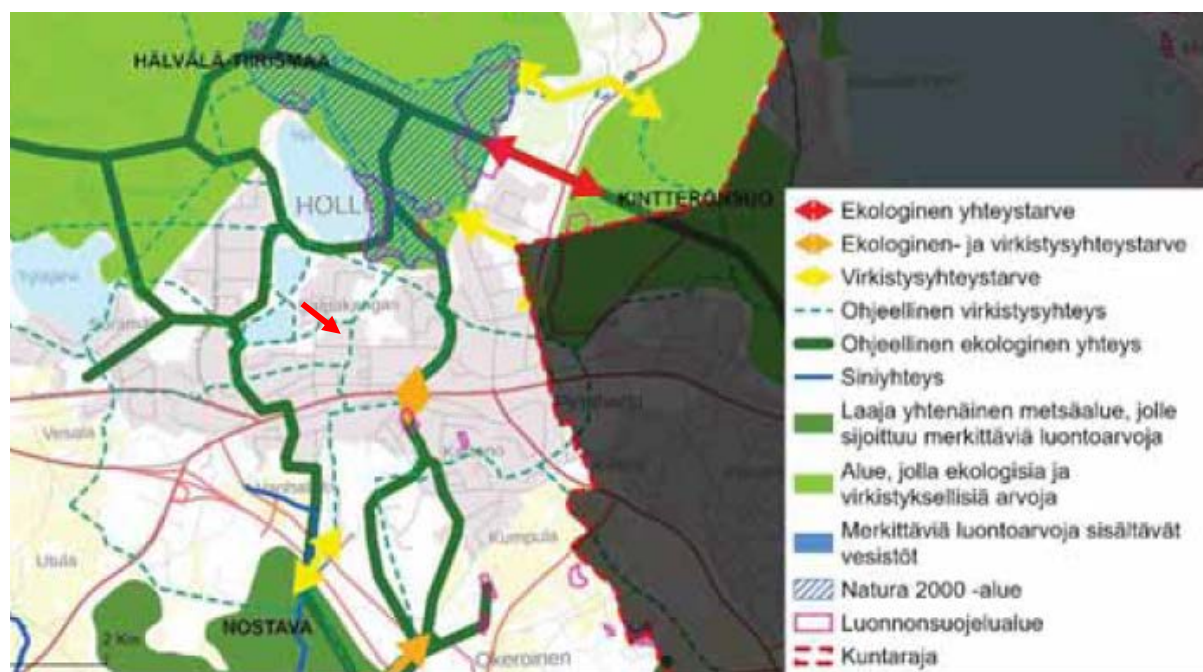 HÄLVÄLÄ-TIIRISMAA
KINTTERÖNSUO
HOLL
Vesala
Kumpula
Utula
NOSTAVA
2 Km
Okeroinen
Ekologinen yhteystarve
Ekologinen- ja virkistysyhteystarve
Virkistysyhteystarve
Ohjeellinen virkistysyhteys
Ohjeellinen ekologinen yhteys
Siniyhteys
Laaja yhtenäinen metsäalue, jolle
sijoittuu merkittäviä luontoarvoja
Alue, jolla ekologisia ja
virkistyksellisiä arvoja
Merkittäviä luontoarvoja sisältävät
vesistöt
Natura 2000 -alue
Luonnonsuojelualue
Kuntaraja